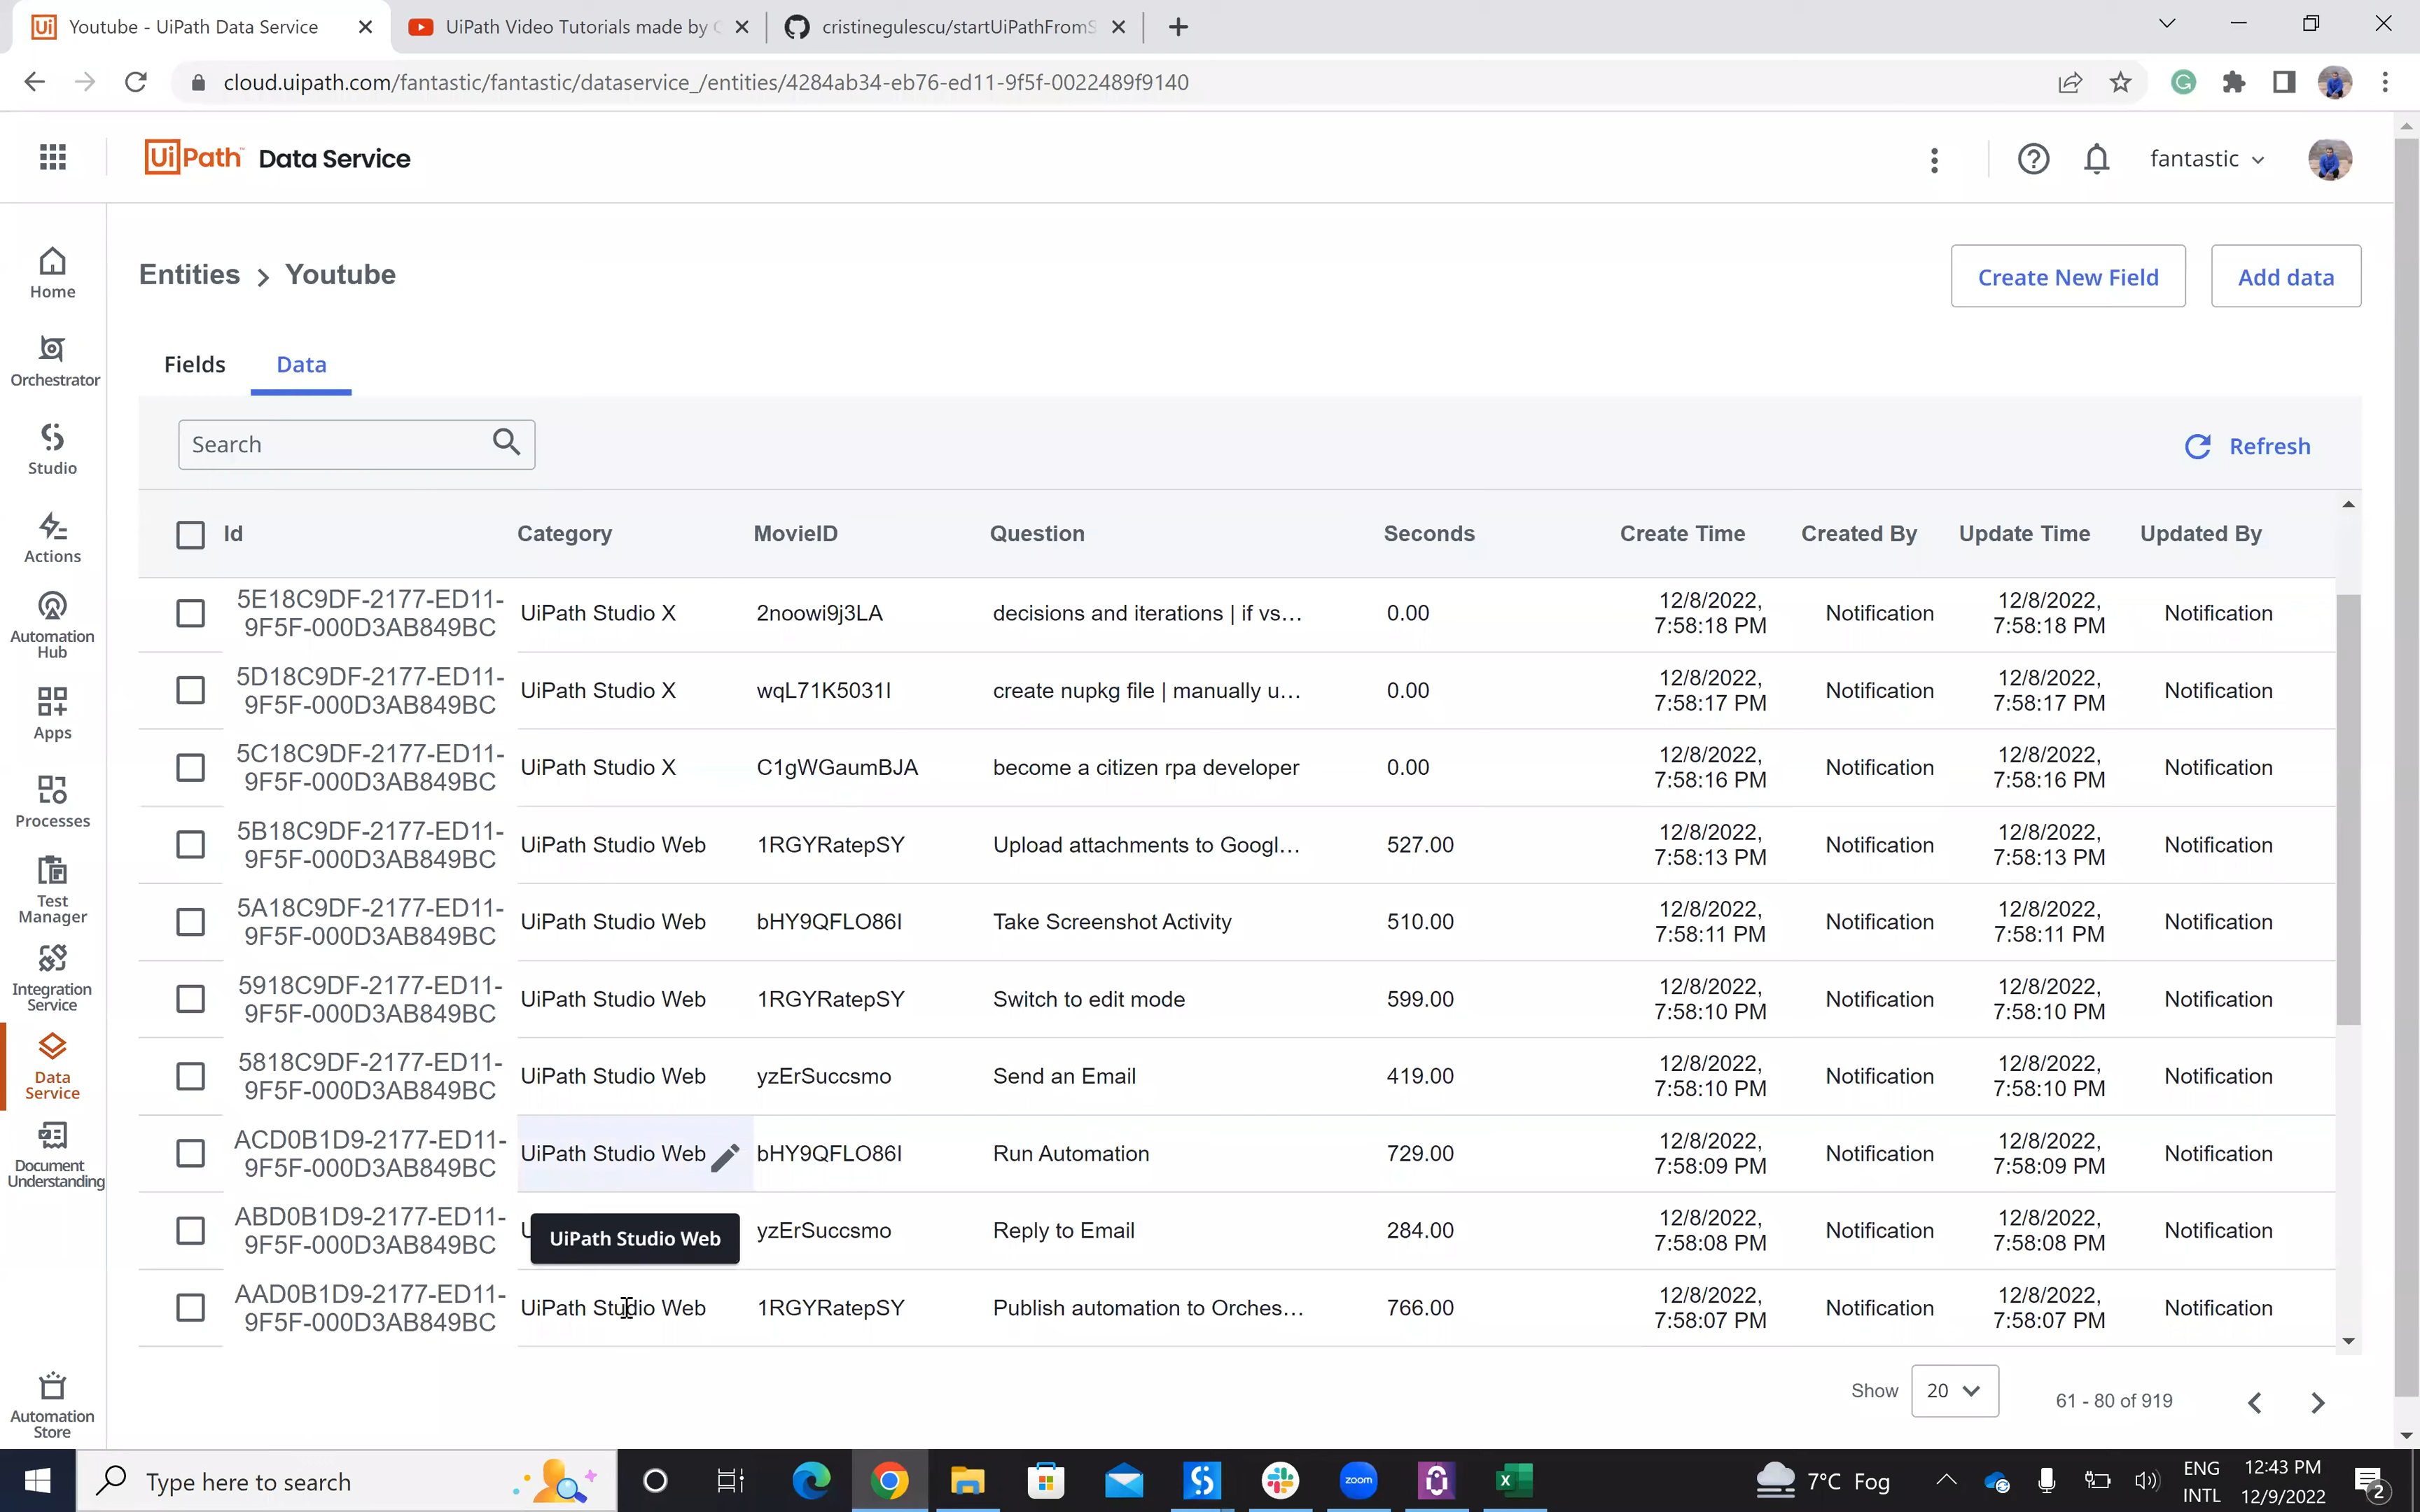 Youtube - UiPath Data Service
UiPath Video Tutorials made by C
cristinegulescu/startUiPathFromS
cloud.uipath.com/fantastic/fantastic/dataservice_/entities/4284ab34-eb76-ed11-9f5f-0022489f9140
UiPath Data Service
fantastic
Home
Orchestrator
Studio
Actions
Automation
Hub
Apps
Processes
Test
Manager
Integration
Service
Data
Service
Document
Understanding
Automation
Store
Entities > Youtube
Create New Field
Add data
Fields
Data
Search
Refresh
Id Category MovieID Question Seconds Create Time Created By Update Time Updated By
5E18C9DF-2177-ED11-9F5F-000D3AB849BC UiPath Studio X 2noowi9j3LA decisions and iterations | if vs... 0.00 12/8/2022, 7:58:18 PM Notification 12/8/2022, 7:58:18 PM Notification
5D18C9DF-2177-ED11-9F5F-000D3AB849BC UiPath Studio X wqL71K5031I create nupkg file | manually u... 0.00 12/8/2022, 7:58:17 PM Notification 12/8/2022, 7:58:17 PM Notification
5C18C9DF-2177-ED11-9F5F-000D3AB849BC UiPath Studio X C1gWGaumBJA become a citizen rpa developer 0.00 12/8/2022, 7:58:16 PM Notification 12/8/2022, 7:58:16 PM Notification
5B18C9DF-2177-ED11-9F5F-000D3AB849BC UiPath Studio Web 1RGYRatepSY Upload attachments to Googl... 527.00 12/8/2022, 7:58:13 PM Notification 12/8/2022, 7:58:13 PM Notification
5A18C9DF-2177-ED11-9F5F-000D3AB849BC UiPath Studio Web bHY9QFLO86I Take Screenshot Activity 510.00 12/8/2022, 7:58:11 PM Notification 12/8/2022, 7:58:11 PM Notification
5918C9DF-2177-ED11-9F5F-000D3AB849BC UiPath Studio Web 1RGYRatepSY Switch to edit mode 599.00 12/8/2022, 7:58:10 PM Notification 12/8/2022, 7:58:10 PM Notification
5818C9DF-2177-ED11-9F5F-000D3AB849BC UiPath Studio Web yzErSuccsmo Send an Email 419.00 12/8/2022, 7:58:10 PM Notification 12/8/2022, 7:58:10 PM Notification
ACD0B1D9-2177-ED11-9F5F-000D3AB849BC UiPath Studio Web bHY9QFLO86I Run Automation 729.00 12/8/2022, 7:58:09 PM Notification 12/8/2022, 7:58:09 PM Notification
ABD0B1D9-2177-ED11-9F5F-000D3AB849BC UiPath Studio Web yzErSuccsmo Reply to Email 284.00 12/8/2022, 7:58:08 PM Notification 12/8/2022, 7:58:08 PM Notification
AAD0B1D9-2177-ED11-9F5F-000D3AB849BC UiPath Studio Web 1RGYRatepSY Publish automation to Orches... 766.00 12/8/2022, 7:58:07 PM Notification 12/8/2022, 7:58:07 PM Notification
Show 20 61 - 80 of 919
Type here to search
zoom
7°C Fog
ENG
INTL
12:43 PM
12/9/2022
2